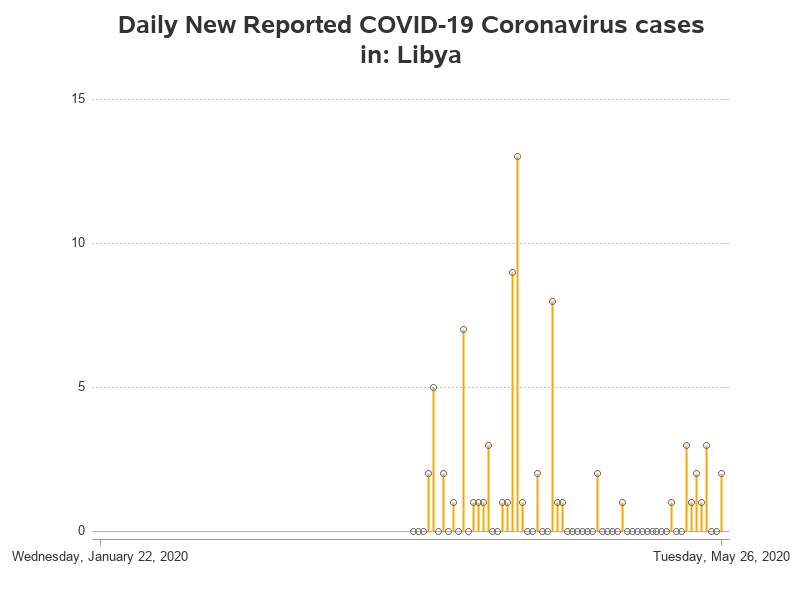 Daily New Reported COVID-19 Coronavirus cases
in: Libya
15
10
5
0
Wednesday, January 22, 2020
Tuesday, May 26, 2020